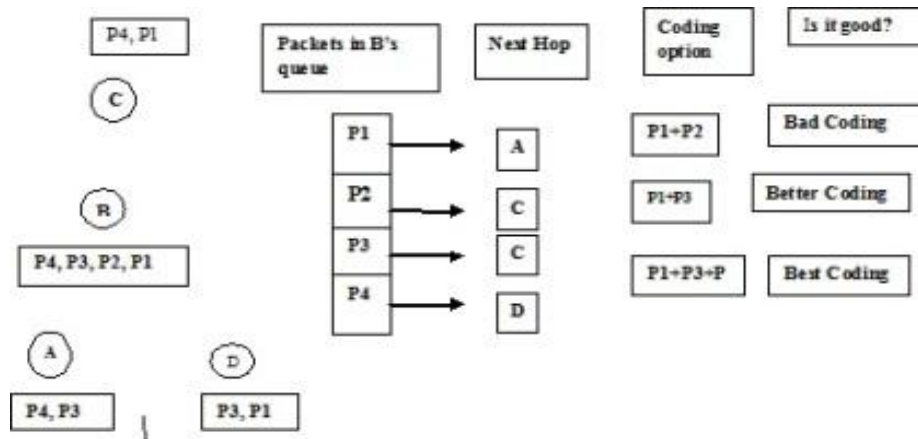 P4, P1
Packets in B's
queue
Next Hop
Coding
option
Is it good?
C
P1
A
P1+P2
Bad Coding
B
P2
C
P1+P3
Better Coding
P4, P3, P2, P1
P3
C
P1+P3+P
Best Coding
P4
D
A
D
P4, P3
P3, P1